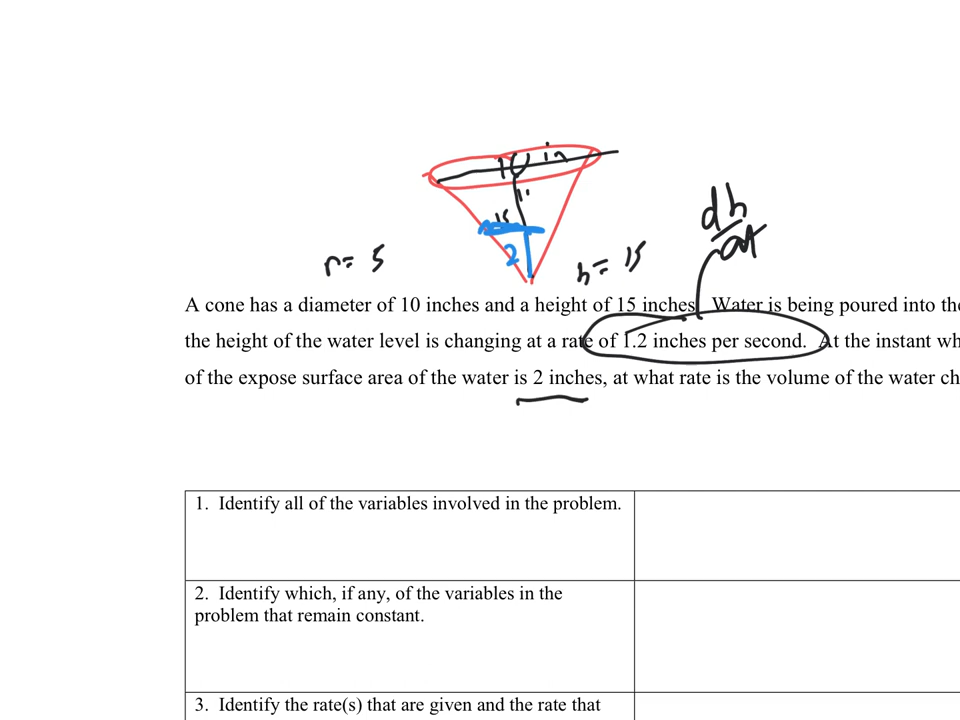 10 in
15
dh
dt
2
r= 5
h= 15
A cone has a diameter of 10 inches and a height of 15 inches. Water is being poured into the
the height of the water level is changing at a rate of 1.2 inches per second. At the instant wh
of the expose surface area of the water is 2 inches, at what rate is the volume of the water ch
1. Identify all of the variables involved in the problem.
2. Identify which, if any, of the variables in the
problem that remain constant.
3. Identify the rate(s) that are given and the rate that